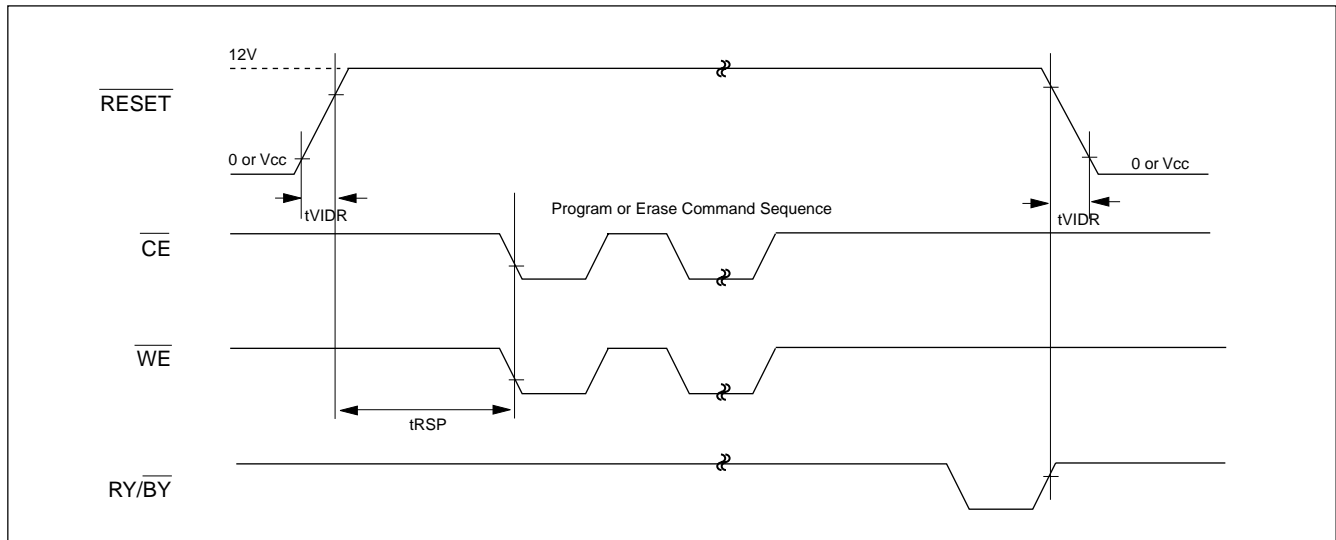 12V
RESET
0 or Vcc
0 or Vcc
tVIDR
Program or Erase Command Sequence
tVIDR
CE
WE
tRSP
RY/BY